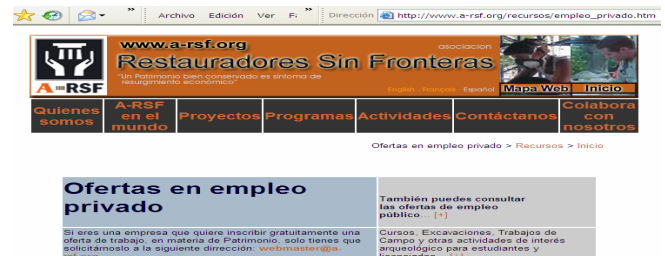 Archivo Edición Ver F
Dirección http://www.a-rsf.org/recursos/empleo_privado.htm
www.a-rsf.org
asociacion
Restauradores Sin Fronteras
"Un Patrimonio bien conservado es síntoma de
resurgimiento económico"
A-RSF
English - Français - Español Mapa Web Inicio
Quienes somos
A-RSF en el mundo
Proyectos
Programas
Actividades
Contáctanos
Colabora con nosotros
Ofertas en empleo privado > Recursos > Inicio
Ofertas en empleo
privado
También puedes consultar
las ofertas de empleo
público... [+]
Si eres una empresa que quiere inscribir gratuitamente una
oferta de trabajo, en materia de Patrimonio, solo tienes que
solicitárnoslo a la siguiente dirección: webmaster@a-
Cursos, Excavaciones, Trabajos de
Campo y otras actividades de interés
arqueológico para estudiantes y